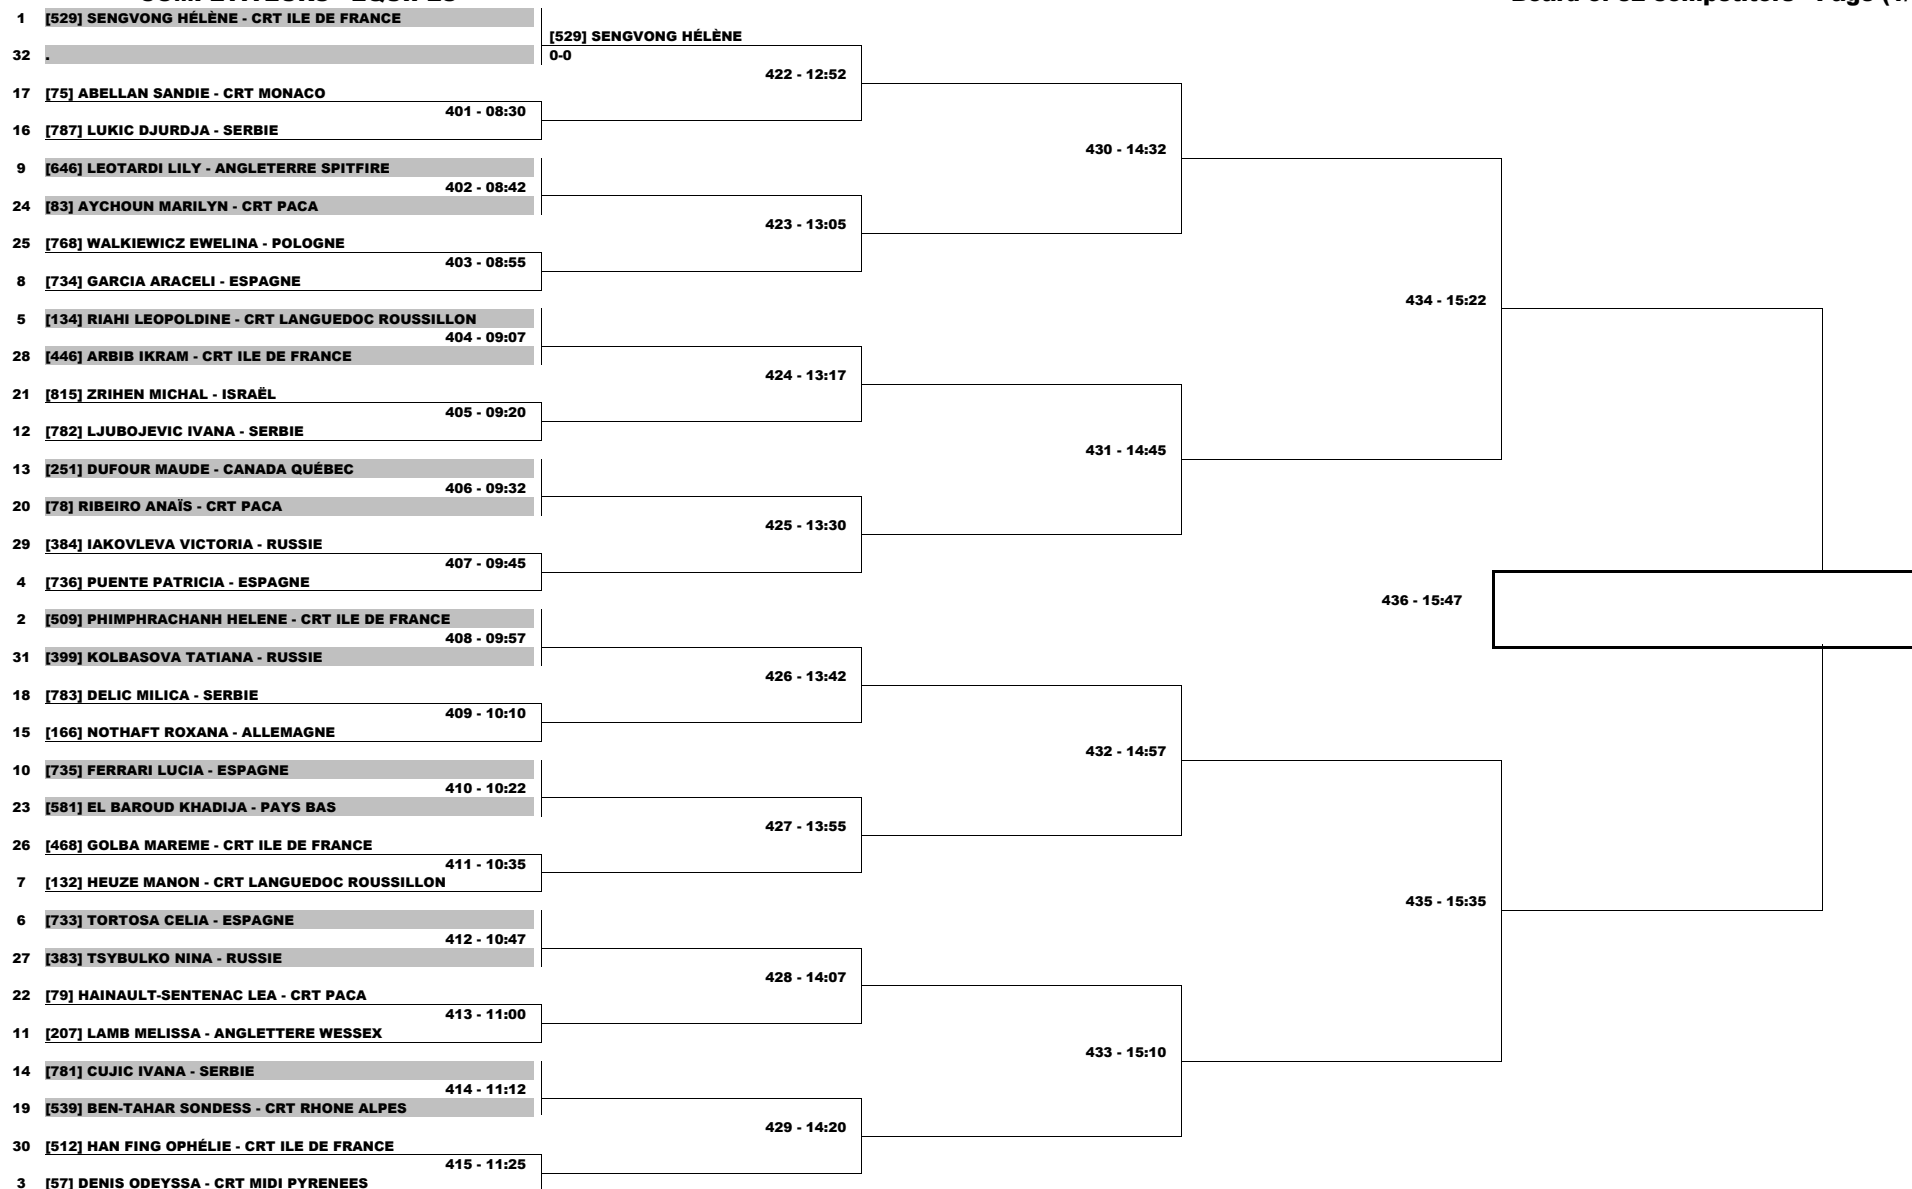 1 [529] SENGVONG HÉLÈNE - CRT ILE DE FRANCE
[529] SENGVONG HÉLÈNE
32 .
0-0
422 - 12:52
17 [75] ABELLAN SANDIE - CRT MONACO
401 - 08:30
16 [787] LUKIC DJURDJA - SERBIE
430 - 14:32
9 [646] LEOTARDI LILY - ANGLETERRE SPITFIRE
402 - 08:42
24 [83] AYCHOUN MARILYN - CRT PACA
423 - 13:05
25 [768] WALKIEWICZ EWELINA - POLOGNE
403 - 08:55
8 [734] GARCIA ARACELI - ESPAGNE
434 - 15:22
5 [134] RIAHI LEOPOLDINE - CRT LANGUEDOC ROUSSILLON
404 - 09:07
28 [446] ARBIB IKRAM - CRT ILE DE FRANCE
424 - 13:17
21 [815] ZRIHEN MICHAL - ISRAËL
405 - 09:20
12 [782] LJUBOJEVIC IVANA - SERBIE
431 - 14:45
13 [251] DUFOUR MAUDE - CANADA QUÉBEC
406 - 09:32
20 [78] RIBEIRO ANAÏS - CRT PACA
425 - 13:30
29 [384] IAKOVLEVA VICTORIA - RUSSIE
407 - 09:45
4 [736] PUENTE PATRICIA - ESPAGNE
436 - 15:47
2 [509] PHIMPHRACHANH HELENE - CRT ILE DE FRANCE
408 - 09:57
31 [399] KOLBASOVA TATIANA - RUSSIE
426 - 13:42
18 [783] DELIC MILICA - SERBIE
409 - 10:10
15 [166] NOTHAFT ROXANA - ALLEMAGNE
432 - 14:57
10 [735] FERRARI LUCIA - ESPAGNE
410 - 10:22
23 [581] EL BAROUD KHADIJA - PAYS BAS
427 - 13:55
26 [468] GOLBA MAREME - CRT ILE DE FRANCE
411 - 10:35
7 [132] HEUZE MANON - CRT LANGUEDOC ROUSSILLON
435 - 15:35
6 [733] TORTOSA CELIA - ESPAGNE
412 - 10:47
27 [383] TSYBULKO NINA - RUSSIE
428 - 14:07
22 [79] HAINAULT-SENTENAC LEA - CRT PACA
413 - 11:00
11 [207] LAMB MELISSA - ANGLETTERE WESSEX
433 - 15:10
14 [781] CUJIC IVANA - SERBIE
414 - 11:12
19 [539] BEN-TAHAR SONDESS - CRT RHONE ALPES
429 - 14:20
30 [512] HAN FING OPHÉLIE - CRT ILE DE FRANCE
415 - 11:25
3 [57] DENIS ODEYSSA - CRT MIDI PYRENEES